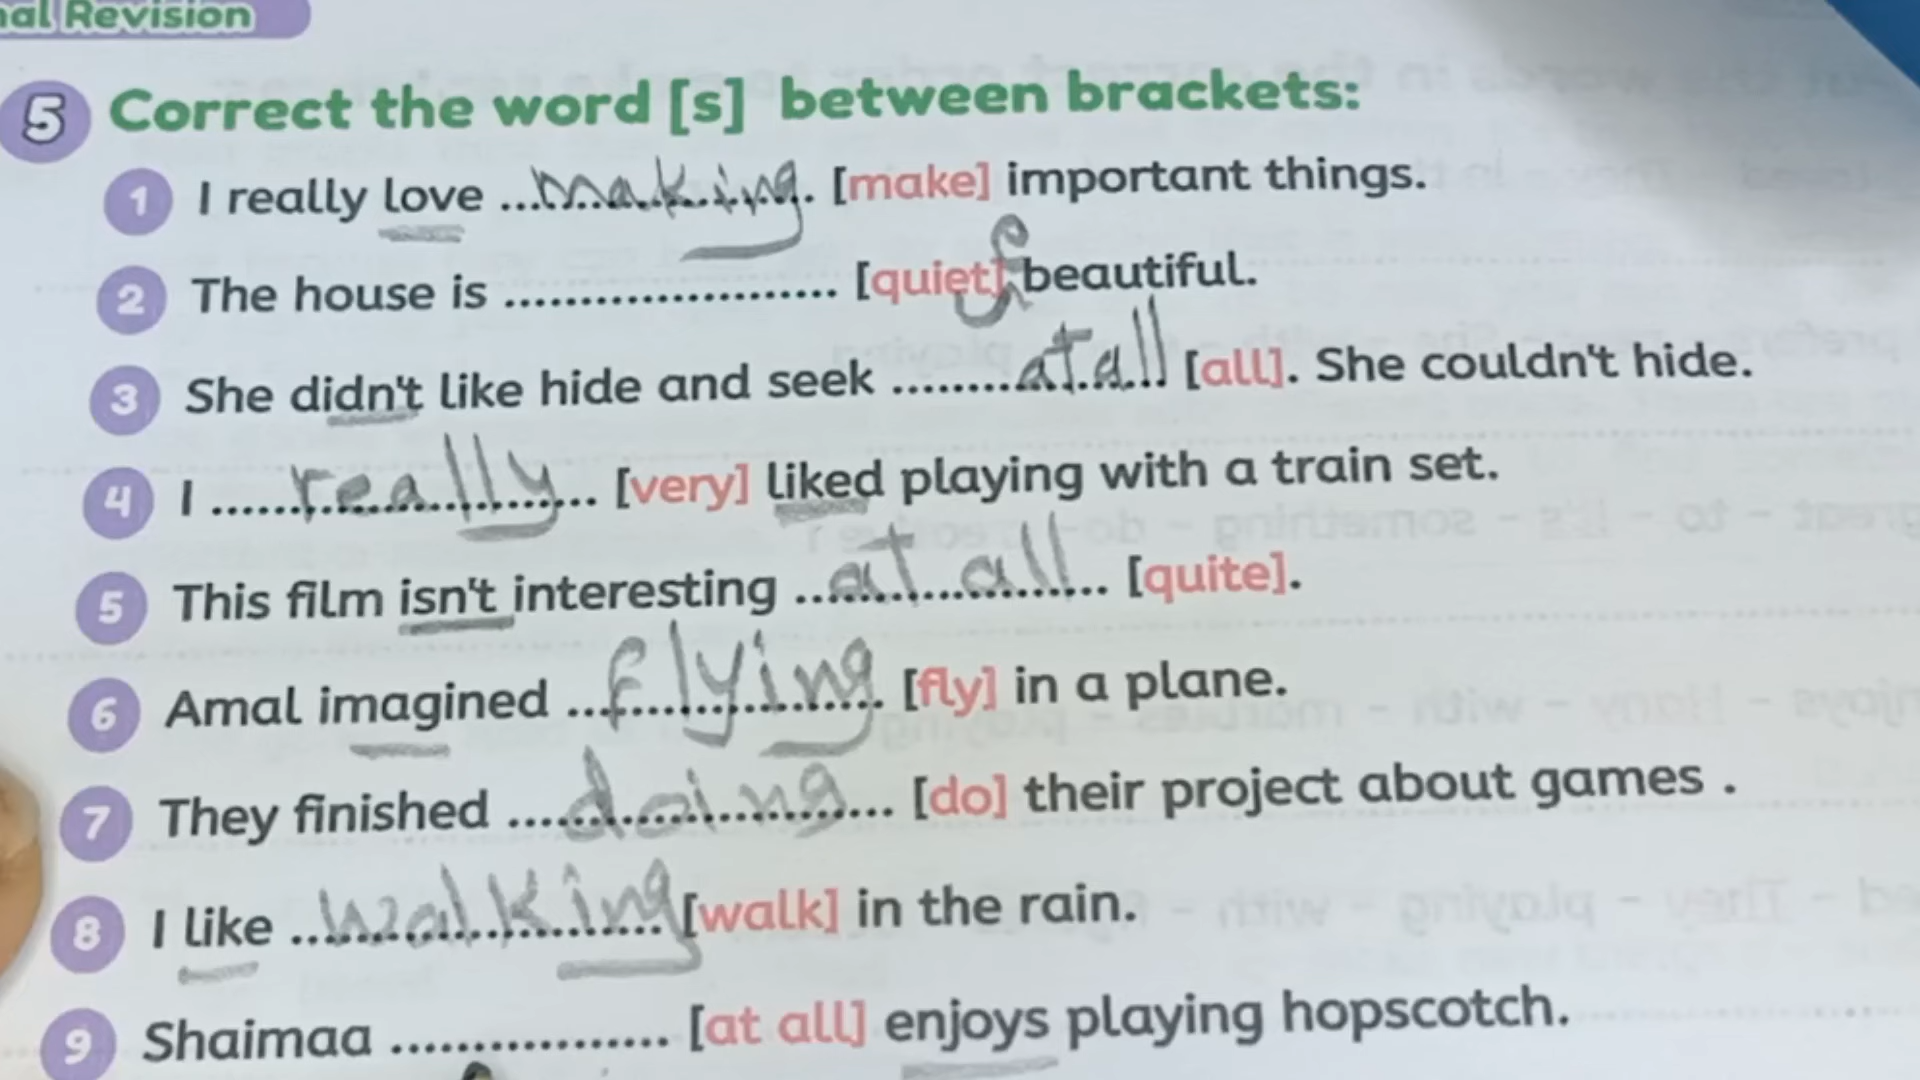 nal Revision
5 Correct the word [s] between brackets:
1 I really love ...making... [make] important things.
2 The house is ...................... [quiet] beautiful.
3 She didn't like hide and seek .........at all... [all]. She couldn't hide.
4 I ......really...... [very] liked playing with a train set.
5 This film isn't interesting ...at all... [quite].
6 Amal imagined ...flying... [fly] in a plane.
7 They finished ...doing... [do] their project about games .
8 I like ...walking... [walk] in the rain.
9 Shaimaa .................. [at all] enjoys playing hopscotch.